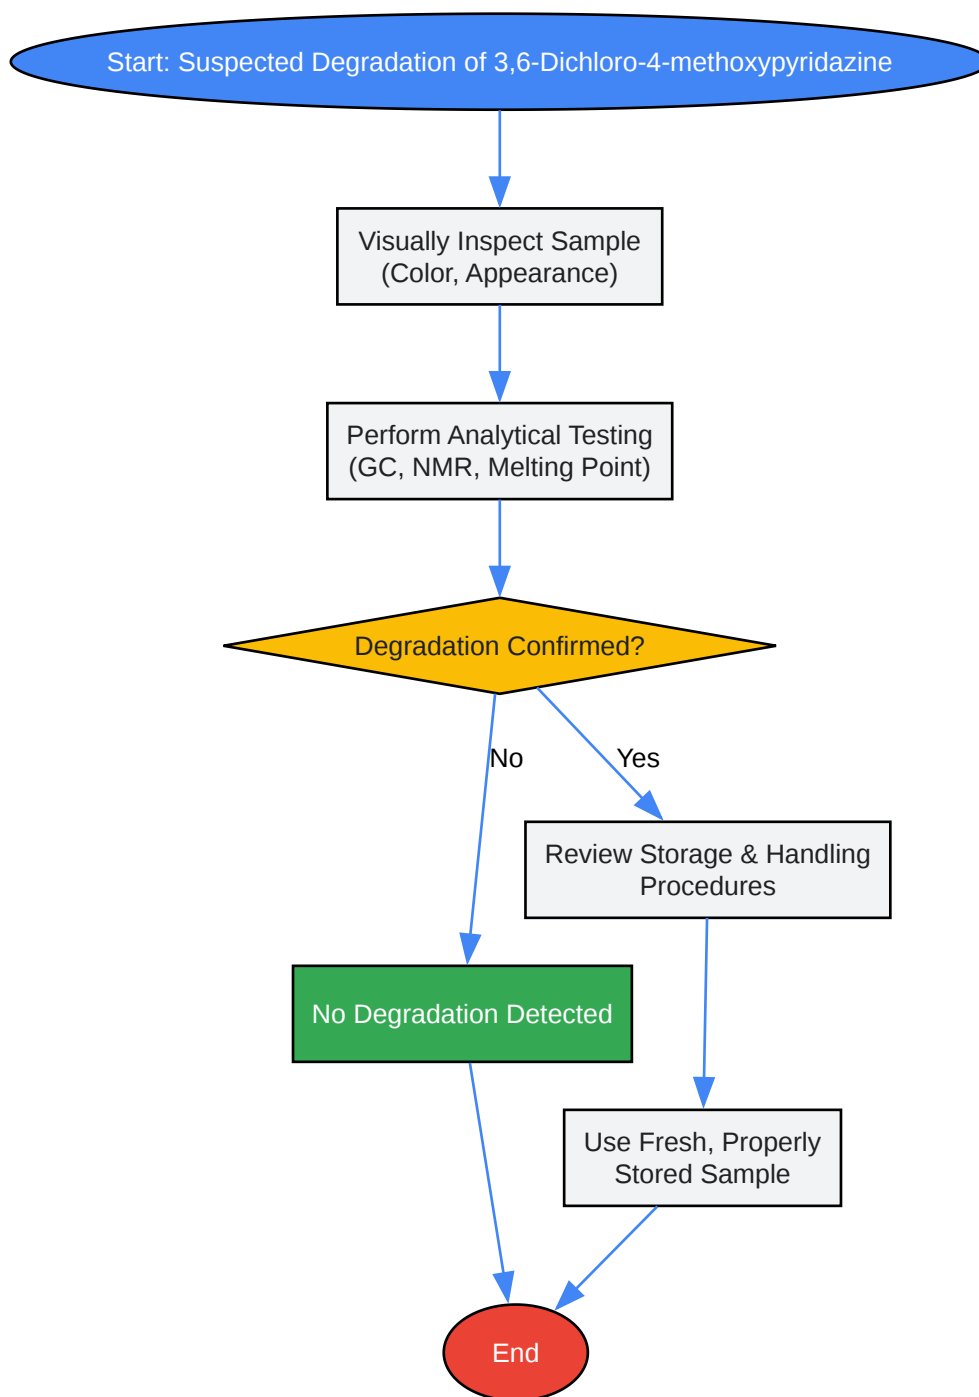 Start: Suspected Degradation of 3,6-Dichloro-4-methoxypyridazine
Visually Inspect Sample
(Color, Appearance)
Perform Analytical Testing
(GC, NMR, Melting Point)
Degradation Confirmed?
No
Yes
Review Storage & Handling
Procedures
No Degradation Detected
Use Fresh, Properly
Stored Sample
End